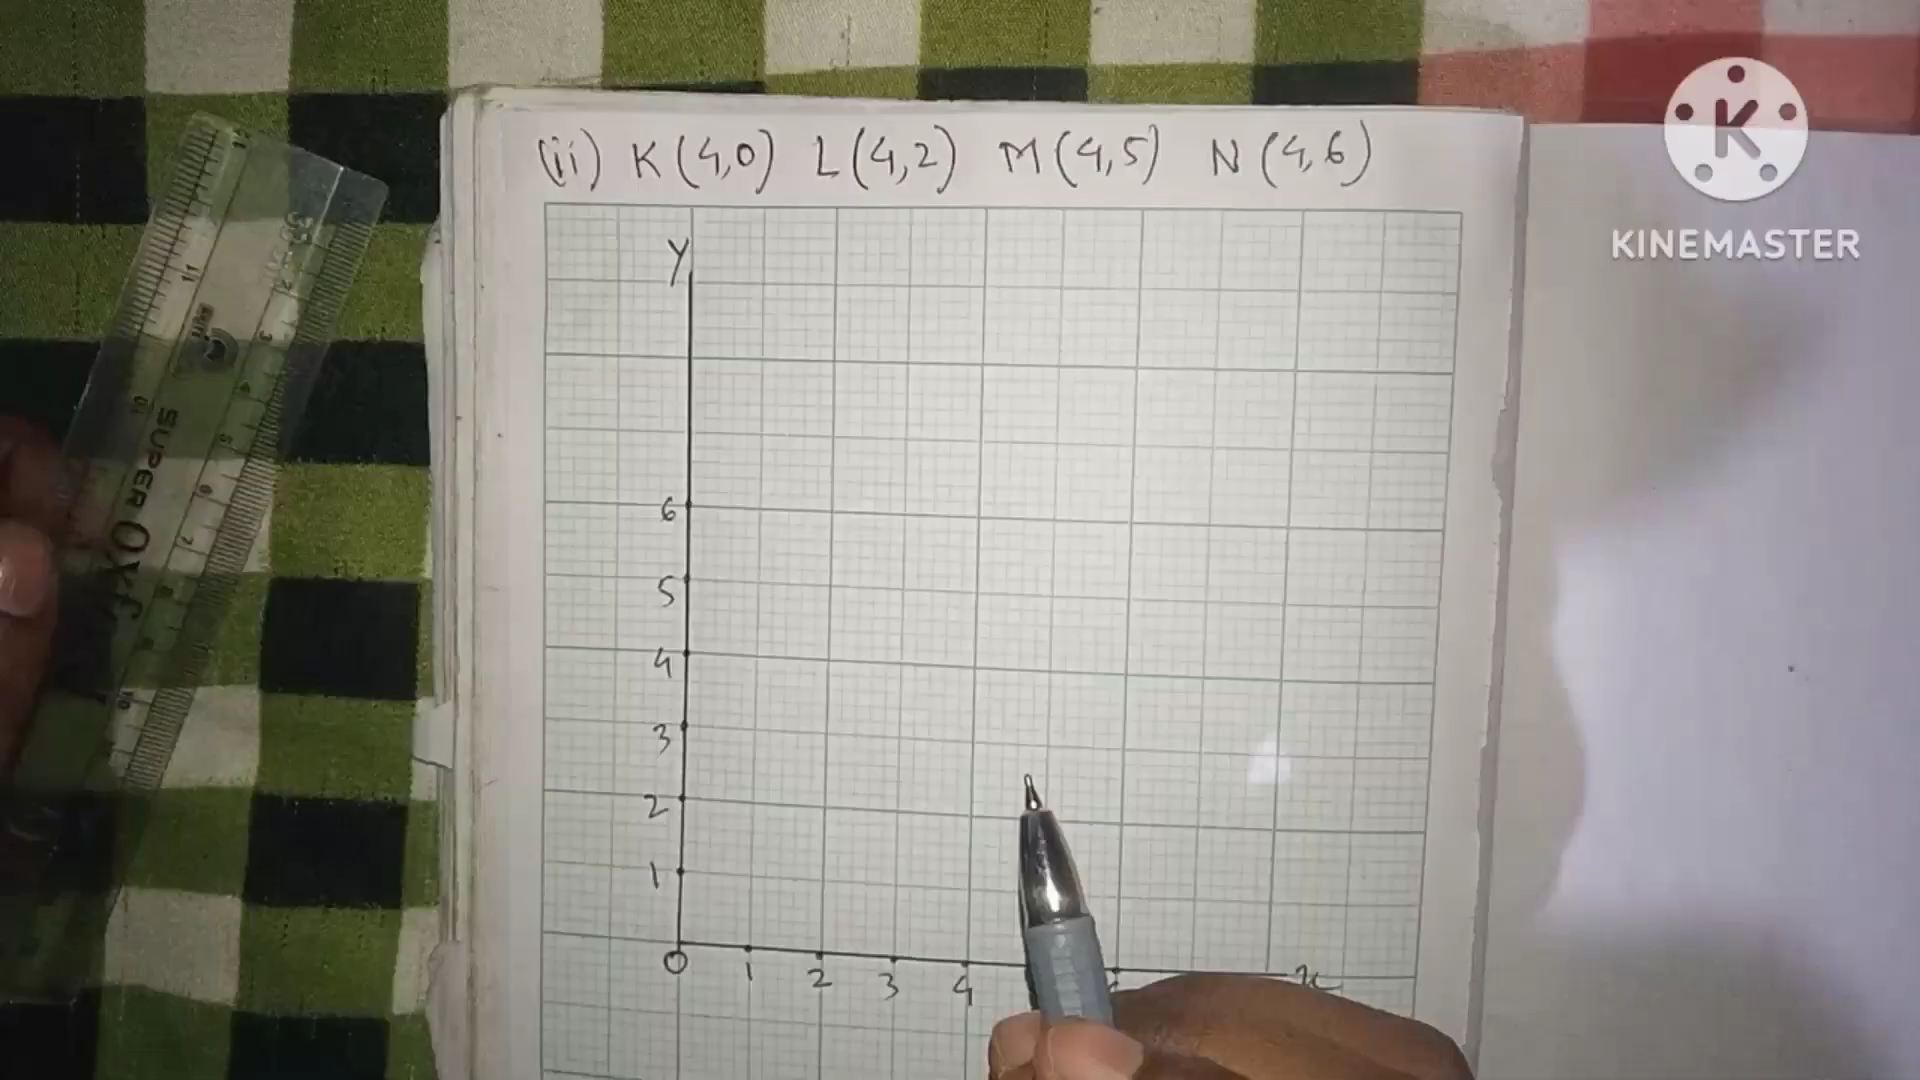 (ii) K(4,0) L(4,2) M(4,5) N(4,6)
K
KINEMASTER
Y
6
5
4
3
2
1
0 1 2 3 4 x
SUPER